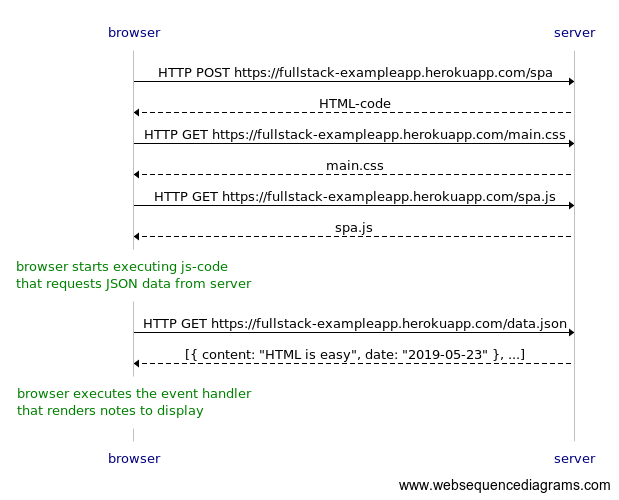 browser server
HTTP POST https://fullstack-exampleapp.herokuapp.com/spa
HTML-code
HTTP GET https://fullstack-exampleapp.herokuapp.com/main.css
main.css
HTTP GET https://fullstack-exampleapp.herokuapp.com/spa.js
spa.js
browser starts executing js-code
that requests JSON data from server
HTTP GET https://fullstack-exampleapp.herokuapp.com/data.json
[{ content: "HTML is easy", date: "2019-05-23" }, ...]
browser executes the event handler
that renders notes to display
browser server
www.websequencediagrams.com